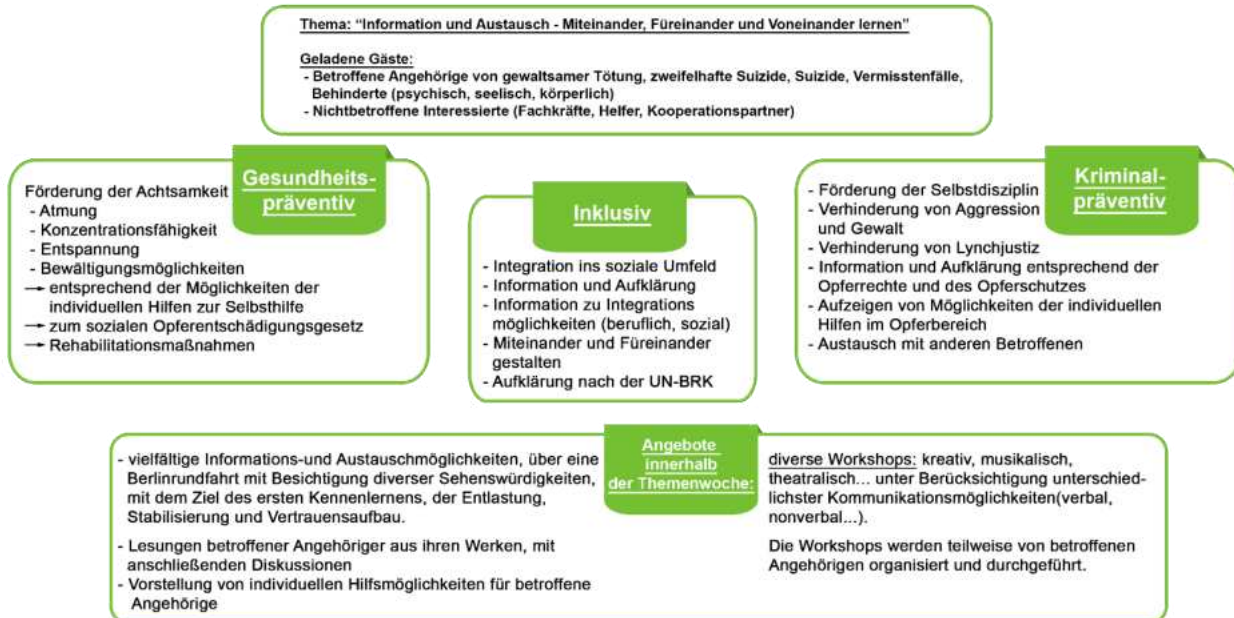 Thema: “Information und Austausch - Miteinander, Füreinander und Voneinander lernen”
Geladene Gäste:
- Betroffene Angehörige von gewaltsamer Tötung, zweifelhafte Suizide, Suizide, Vermisstenfälle,
Behinderte (psychisch, seelisch, körperlich)
- Nichtbetroffene Interessierte (Fachkräfte, Helfer, Kooperationspartner)
Gesundheits-
präventiv
Förderung der Achtsamkeit
- Atmung
- Konzentrationsfähigkeit
- Entspannung
- Bewältigungsmöglichkeiten
→ entsprechend der Möglichkeiten der
individuellen Hilfen zur Selbsthilfe
→ zum sozialen Opferentschädigungsgesetz
→ Rehabilitationsmaßnahmen
Inklusiv
- Integration ins soziale Umfeld
- Information und Aufklärung
- Information zu Integrations
möglichkeiten (beruflich, sozial)
- Miteinander und Füreinander
gestalten
- Aufklärung nach der UN-BRK
Kriminal-
präventiv
- Förderung der Selbstdisziplin
- Verhinderung von Aggression
und Gewalt
- Verhinderung von Lynchjustiz
- Information und Aufklärung entsprechend der
Opferrechte und des Opferschutzes
- Aufzeigen von Möglichkeiten der individuellen
Hilfen im Opferbereich
- Austausch mit anderen Betroffenen
Angebote
innerhalb
der Themenwoche:
- vielfältige Informations-und Austauschmöglichkeiten, über eine
Berlinrundfahrt mit Besichtigung diverser Sehenswürdigkeiten,
mit dem Ziel des ersten Kennenlernens, der Entlastung,
Stabilisierung und Vertrauensaufbau.
- Lesungen betroffener Angehöriger aus ihren Werken, mit
anschließenden Diskussionen
- Vorstellung von individuellen Hilfsmöglichkeiten für betroffene
Angehörige
diverse Workshops: kreativ, musikalisch,
theatralisch... unter Berücksichtigung unterschied-
lichster Kommunikationsmöglichkeiten(verbal,
nonverbal...).
Die Workshops werden teilweise von betroffenen
Angehörigen organisiert und durchgeführt.